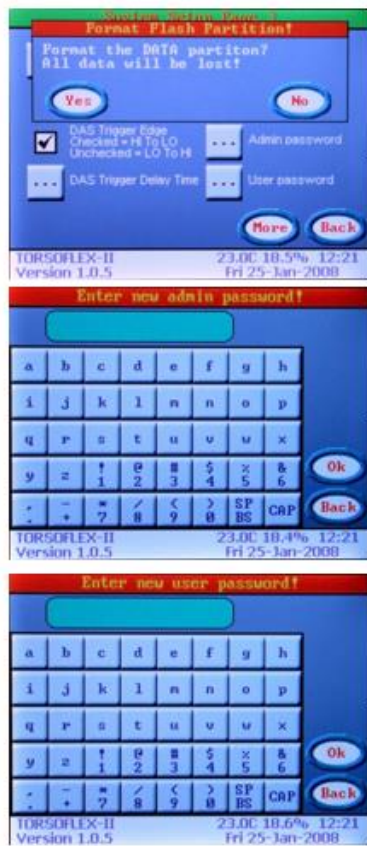 System Setup Page 3
Format Flash Partition!
Format the DATA partiton?
All data will be lost!
Yes
No
DAS Trigger Edge
Checked = Hi To LO
Unchecked = LO To Hi
... Admin password
... DAS Trigger Delay Time
... User password
More Back
TORSOFLEX-II 23.0C 18.5% 12:21
Version 1.0.5 Fri 25-Jan-2008
Enter new admin password!
a b c d e f g h
i j k l m n o p
q r s t u v w x
y z ! 1 @ 2 # 3 $ 4 % 5 & 6
7 / 8 < 9 > 0 SP BS CAP
Ok
Back
TORSOFLEX-II 23.0C 18.4% 12:21
Version 1.0.5 Fri 25-Jan-2008
Enter new user password!
a b c d e f g h
i j k l m n o p
q r s t u v w x
y z ! 1 @ 2 # 3 $ 4 % 5 & 6
7 / 8 < 9 > 0 SP BS CAP
Ok
Back
TORSOFLEX-II 23.0C 18.6% 12:21
Version 1.0.5 Fri 25-Jan-2008